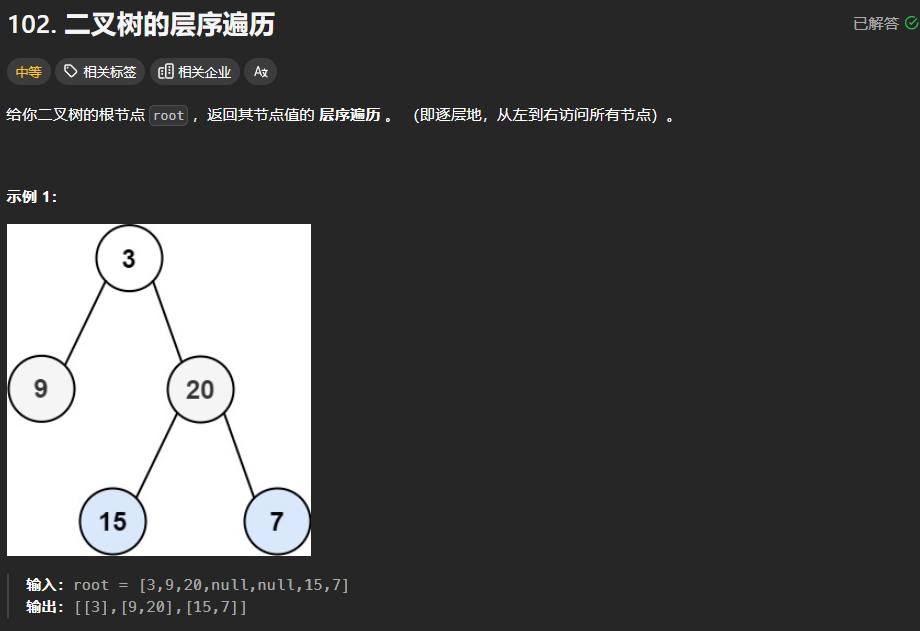 102. 二叉树的层序遍历
已解答
中等 相关标签 相关企业 A文
给你二叉树的根节点 root ，返回其节点值的 层序遍历 。 （即逐层地，从左到右访问所有节点）。
示例 1：
3
9
20
15
7
输入：root = [3,9,20,null,null,15,7]
输出：[[3],[9,20],[15,7]]